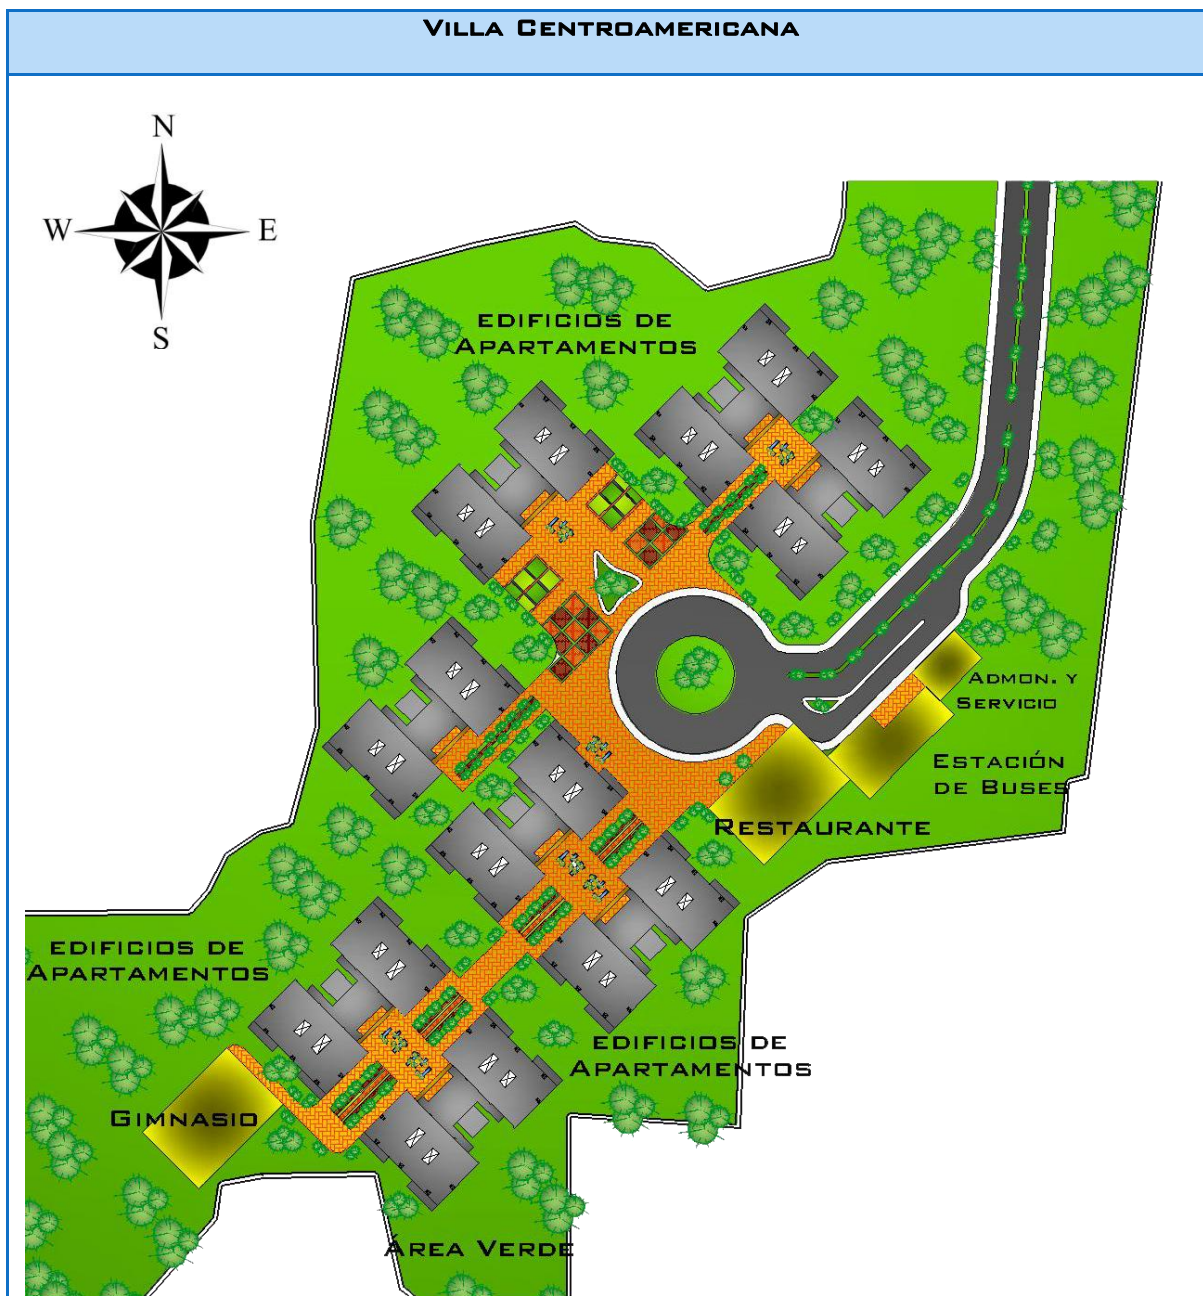 Villa Centroamericana
N
W
E
S
edificios de
Apartamentos
Admon. y
Servicio
Estación
de Buses
Restaurante
edificios de
Apartamentos
edificios de
Apartamentos
Gimnasio
Área Verde